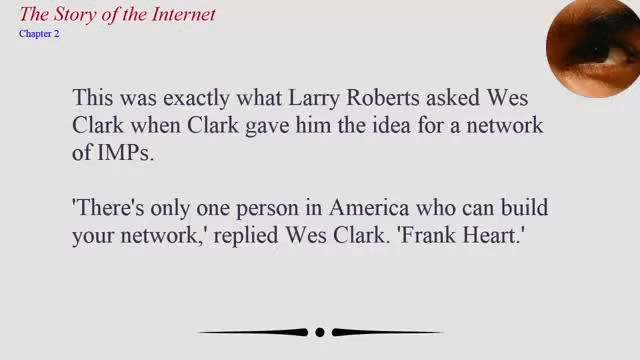 The Story of the Internet
Chapter 2
This was exactly what Larry Roberts asked Wes
Clark when Clark gave him the idea for a network
of IMPs.
'There's only one person in America who can build
your network,' replied Wes Clark. 'Frank Heart.'